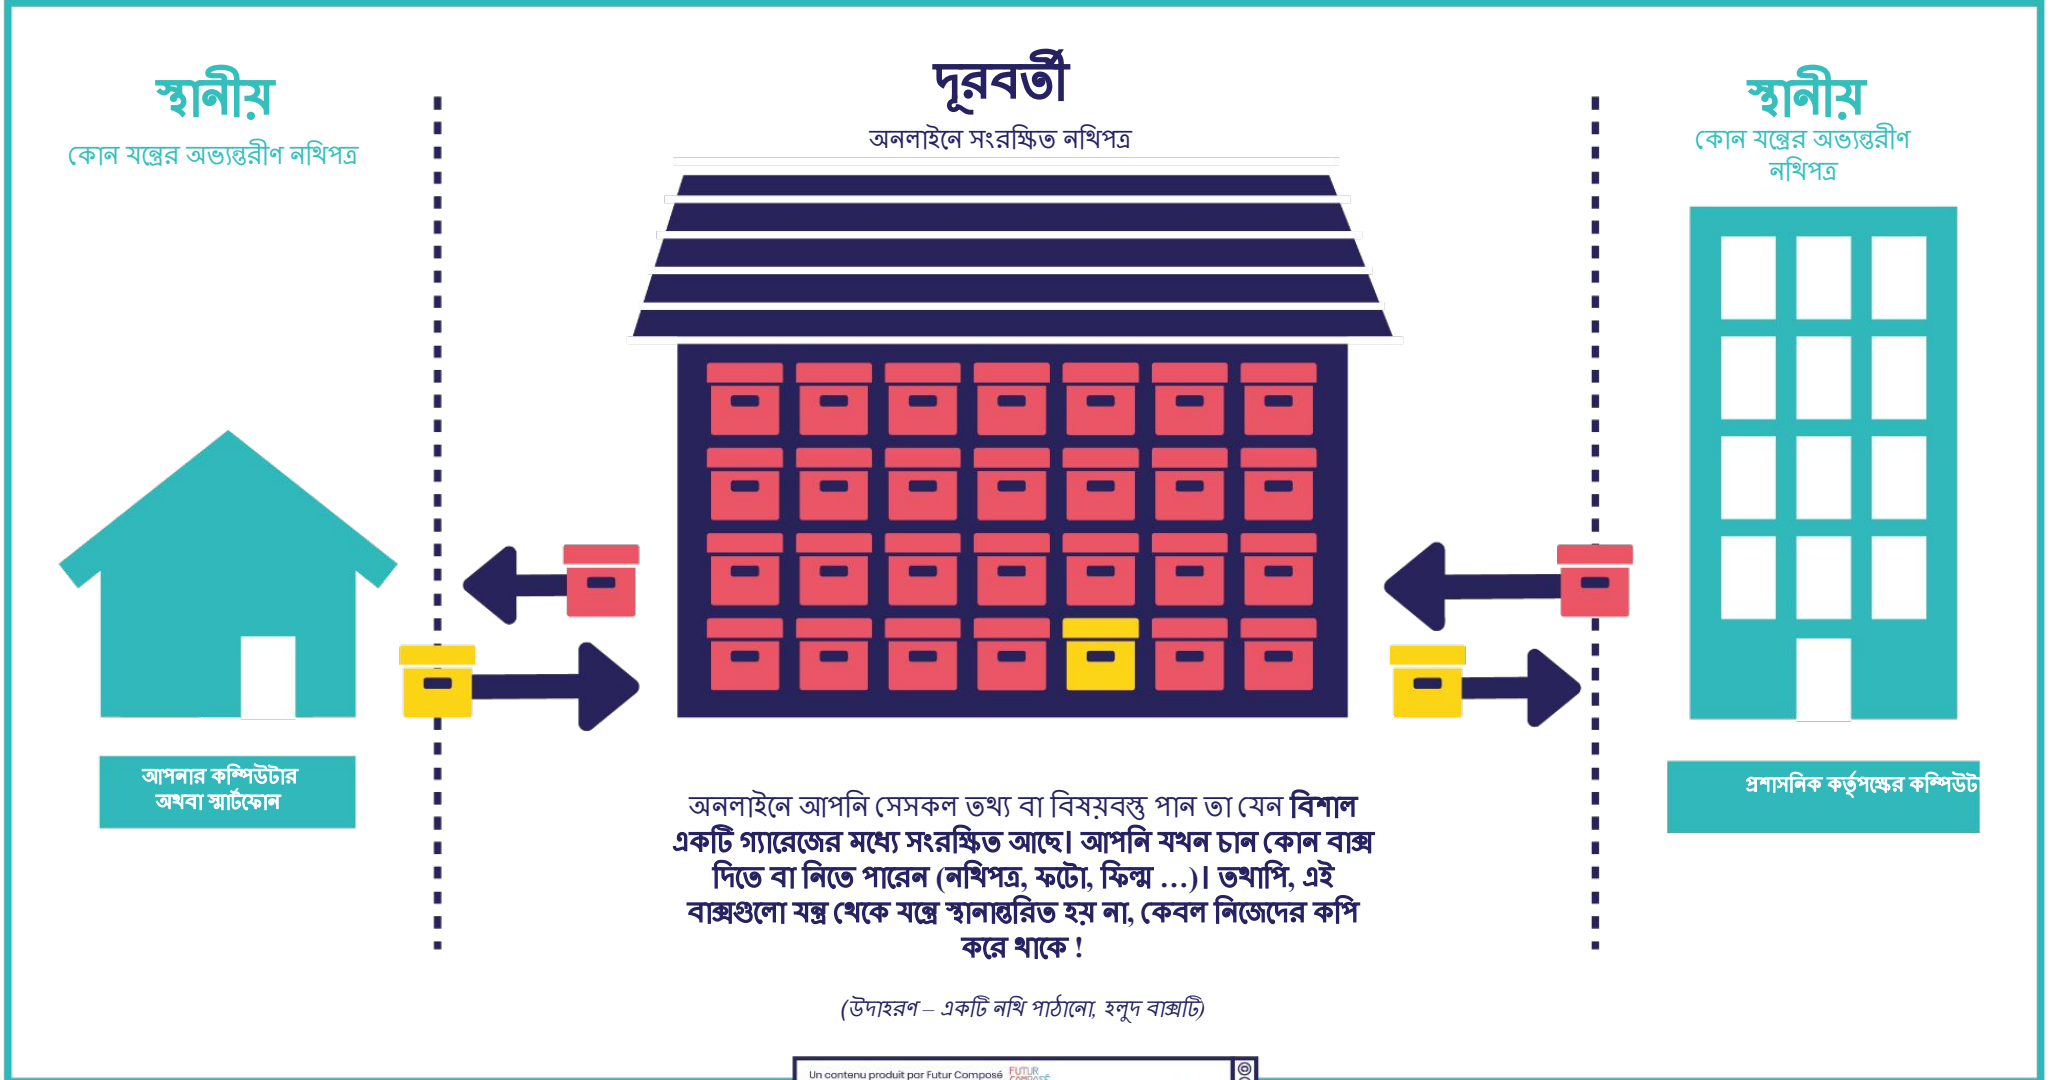 স্থানীয়
কোন যন্ত্রের অভ্যন্তরীণ নথিপত্র
দূরবর্তী
অনলাইনে সংরক্ষিত নথিপত্র
স্থানীয়
কোন যন্ত্রের অভ্যন্তরীণ
নথিপত্র
আপনার কম্পিউটার
অথবা স্মার্টফোন
প্রশাসনিক কর্তৃপক্ষের কম্পিউট
অনলাইনে আপনি সেসকল তথ্য বা বিষয়বস্তু পান তা যেন বিশাল
একটি গ্যারেজের মধ্যে সংরক্ষিত আছে। আপনি যখন চান কোন বাক্স
দিতে বা নিতে পারেন (নথিপত্র, ফটো, ফিল্ম ...)। তথাপি, এই
বাক্সগুলো যন্ত্র থেকে যন্ত্রে স্থানান্তরিত হয় না, কেবল নিজেদের কপি
করে থাকে !
(উদাহরণ – একটি নথি পাঠানো, হলুদ বাক্সটি)
Un contenu produit par Futur Composé
FUTUR